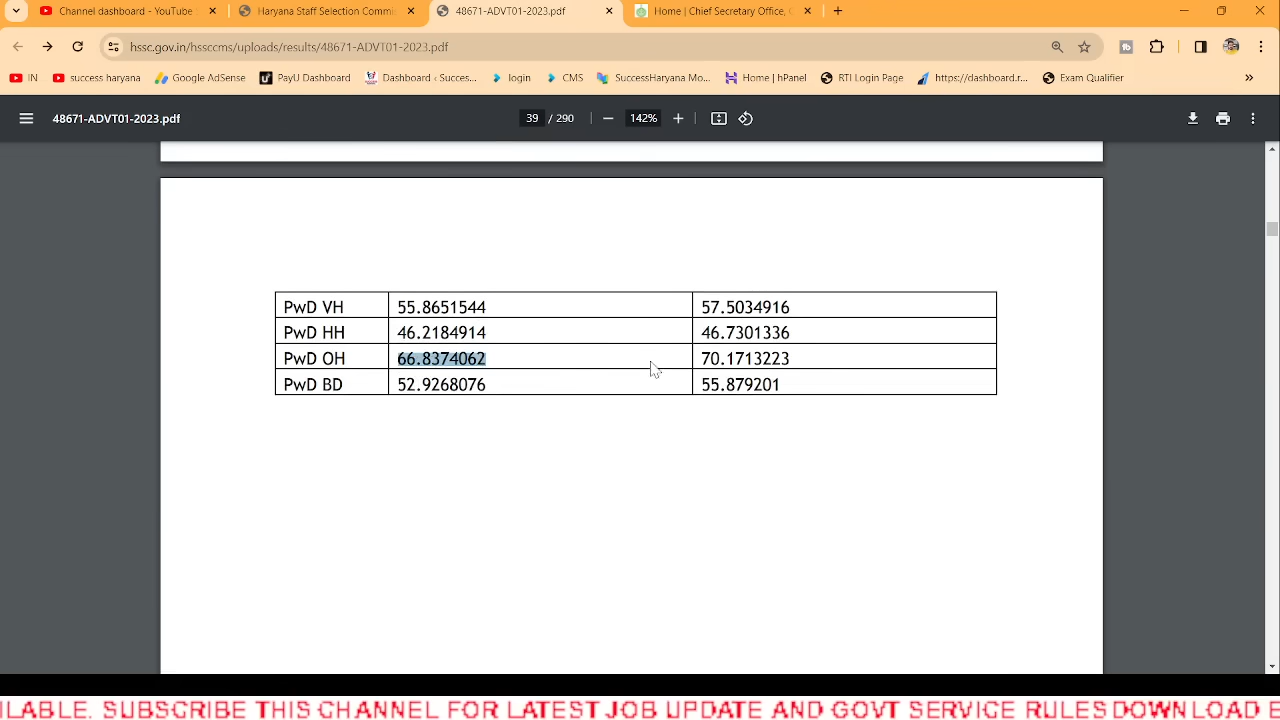 Channel dashboard - YouTube
Haryana Staff Selection Commi
48671-ADVT01-2023.pdf
Home | Chief Secretary Office,
hssc.gov.in/hssccms/uploads/results/48671-ADVT01-2023.pdf
IN success haryana Google AdSense PayU Dashboard Dashboard ‹ Succes... login CMS SuccessHaryana Mo... Home | hPanel RTI Login Page https://dashboard.r... Exam Qualifier
48671-ADVT01-2023.pdf 39 / 290 142%
PwD VH 55.8651544 57.5034916
PwD HH 46.2184914 46.7301336
PwD OH 66.8374062 70.1713223
PwD BD 52.9268076 55.879201
ILABLE. SUBSCRIBE THIS CHANNEL FOR LATEST JOB UPDATE AND GOVT SERVICE RULES DOWNLOAD